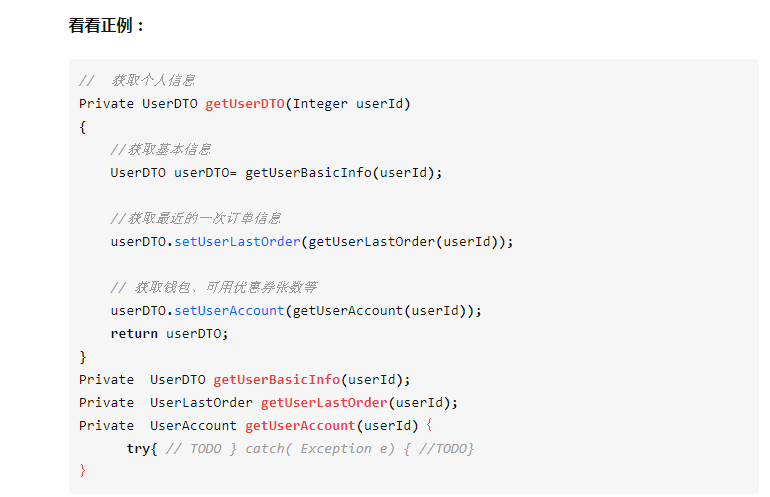 看看正例：
//  获取个人信息
Private UserDTO getUserDTO(Integer userId)
{
    //获取基本信息
    UserDTO userDTO= getUserBasicInfo(userId);
    //获取最近的一次订单信息
    userDTO.setUserLastOrder(getUserLastOrder(userId));
    // 获取钱包、可用优惠券张数等
    userDTO.setUserAccount(getUserAccount(userId));
    return userDTO;
}
Private  UserDTO getUserBasicInfo(userId);
Private  UserLastOrder getUserLastOrder(userId);
Private  UserAccount getUserAccount(userId) {
      try{ // TODO } catch( Exception e) { //TODO}
}